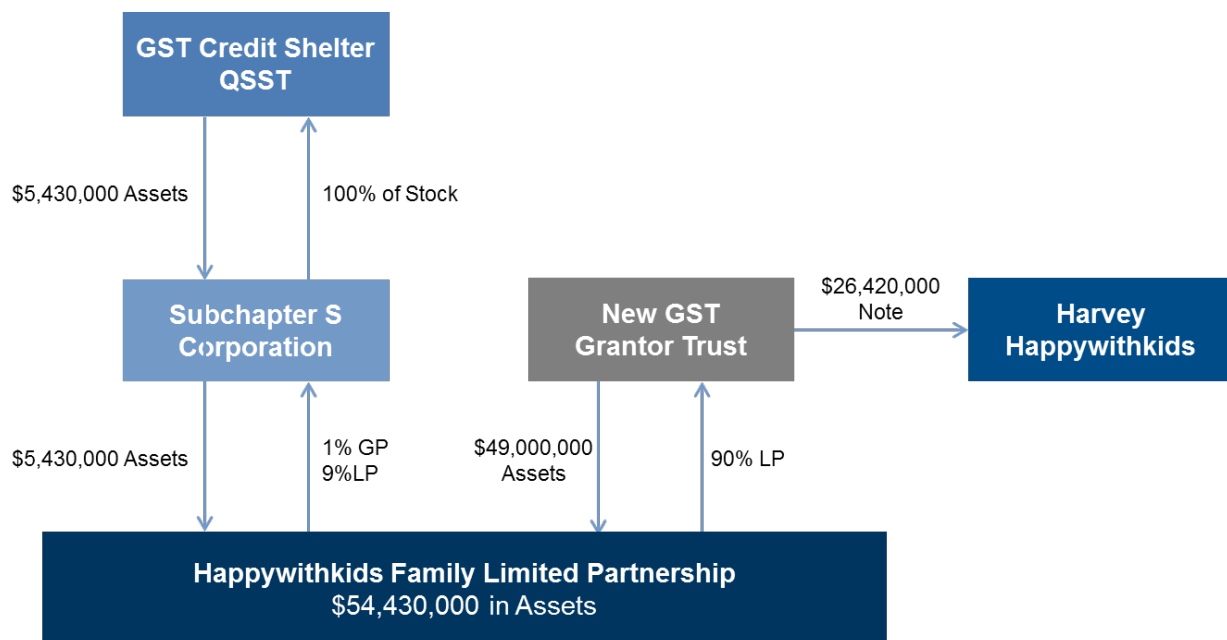 GST Credit Shelter
QSST
$5,430,000 Assets
100% of Stock
Subchapter S
Corporation
New GST
Grantor Trust
$26,420,000
Note
Harvey
Happywithkids
$5,430,000 Assets
1% GP
9%LP
$49,000,000
Assets
90% LP
Happywithkids Family Limited Partnership
$54,430,000 in Assets